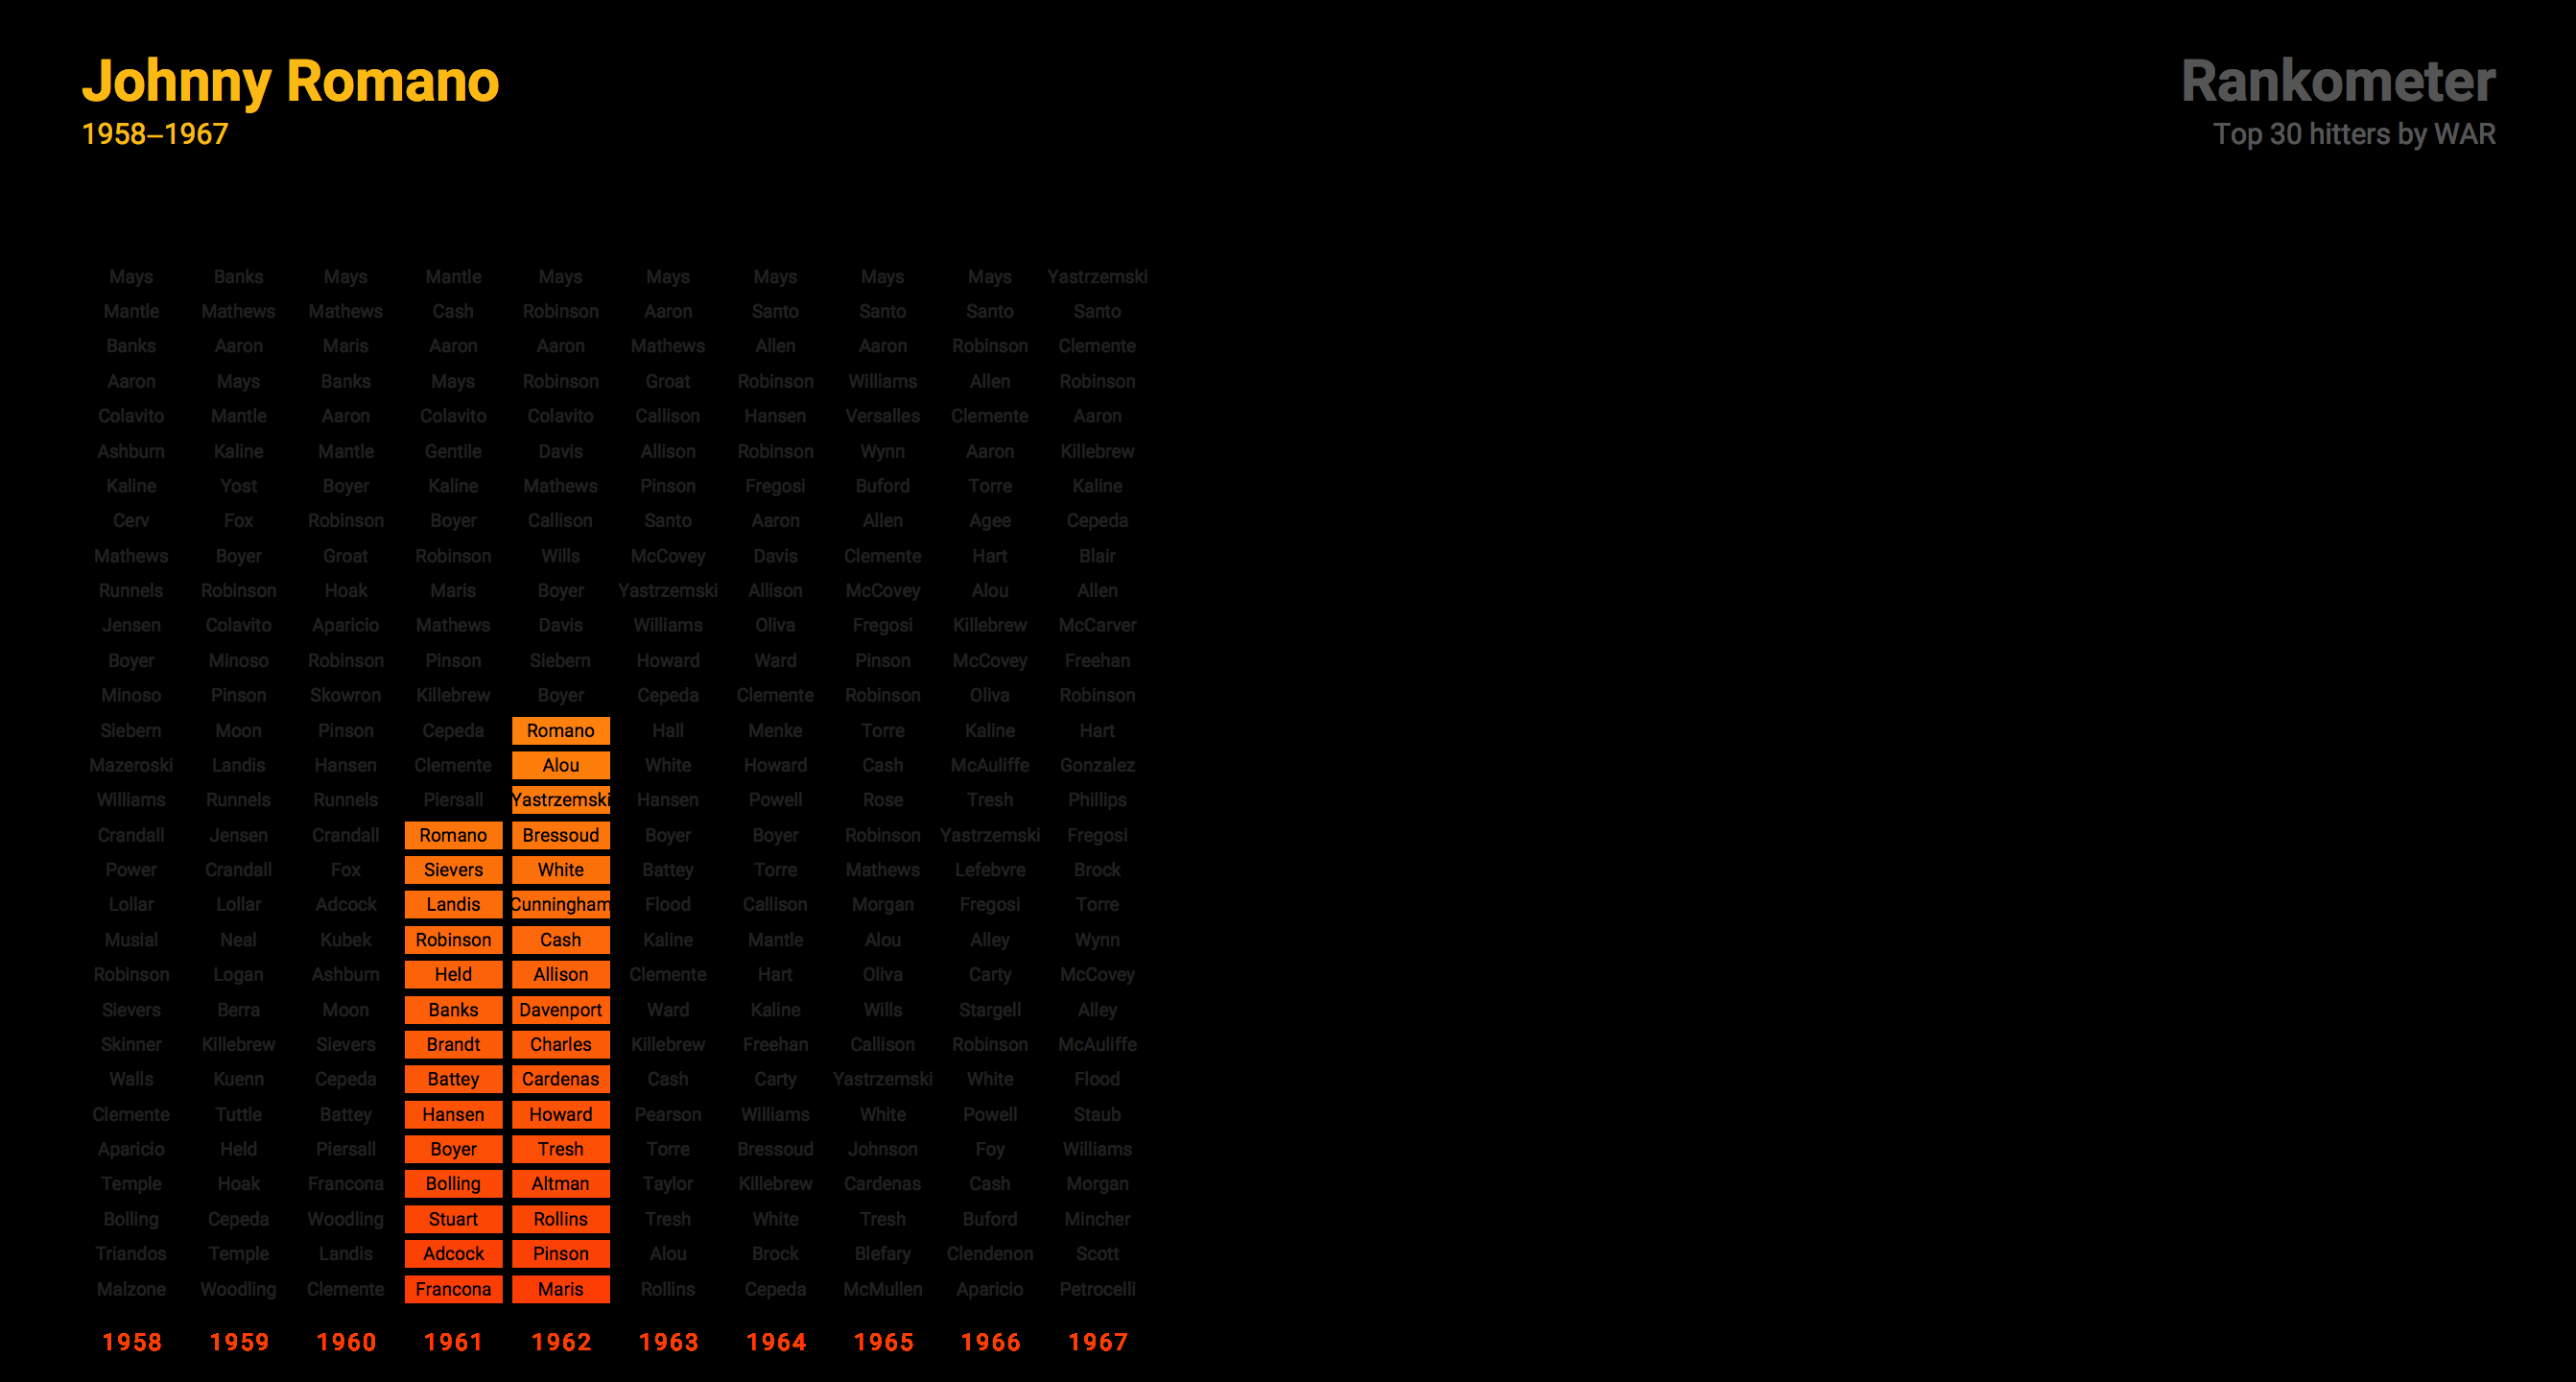 Johnny Romano
1958–1967
Rankometer
Top 30 hitters by WAR
Mays Banks Mays Mantle Mays Mays Mays Mays Mays Yastrzemski
Mantle Mathews Mathews Cash Robinson Aaron Santo Santo Santo Santo
Banks Aaron Maris Aaron Aaron Mathews Allen Aaron Robinson Clemente
Aaron Mays Banks Mays Robinson Groat Robinson Williams Allen Robinson
Colavito Mantle Aaron Colavito Colavito Callison Hansen Versalles Clemente Aaron
Ashburn Kaline Mantle Gentile Davis Allison Robinson Wynn Aaron Killebrew
Kaline Yost Boyer Kaline Mathews Pinson Fregosi Buford Torre Kaline
Cerv Fox Robinson Boyer Callison Santo Aaron Allen Agee Cepeda
Mathews Boyer Groat Robinson Wills McCovey Davis Clemente Hart Blair
Runnels Robinson Hoak Maris Boyer Yastrzemski Allison McCovey Alou Allen
Jensen Colavito Aparicio Mathews Davis Williams Oliva Fregosi Killebrew McCarver
Boyer Minoso Robinson Pinson Siebern Howard Ward Pinson McCovey Freehan
Minoso Pinson Skowron Killebrew Boyer Cepeda Clemente Robinson Oliva Robinson
Siebern Moon Pinson Cepeda Romano Hall Menke Torre Kaline Hart
Mazeroski Landis Hansen Clemente Alou White Howard Cash McAuliffe Gonzalez
Williams Runnels Runnels Piersall Yastrzemski Hansen Powell Rose Tresh Phillips
Crandall Jensen Crandall Romano Bressoud Boyer Boyer Robinson Yastrzemski Fregosi
Power Crandall Fox Sievers White Battey Torre Mathews Lefebvre Brock
Lollar Lollar Adcock Landis Cunningham Flood Callison Morgan Fregosi Torre
Musial Neal Kubek Robinson Cash Kaline Mantle Alou Alley Wynn
Robinson Logan Ashburn Held Allison Clemente Hart Oliva Carty McCovey
Sievers Berra Moon Banks Davenport Ward Kaline Wills Stargell Alley
Skinner Killebrew Sievers Brandt Charles Killebrew Freehan Callison Robinson McAuliffe
Walls Kuenn Cepeda Battey Cardenas Cash Carty Yastrzemski White Flood
Clemente Tuttle Battey Hansen Howard Pearson Williams White Powell Staub
Aparicio Held Piersall Boyer Tresh Torre Bressoud Johnson Foy Williams
Temple Hoak Francona Bolling Altman Taylor Killebrew Cardenas Cash Morgan
Bolling Cepeda Woodling Stuart Rollins Tresh White Tresh Buford Mincher
Triandos Temple Landis Adcock Pinson Alou Brock Blefary Clendenon Scott
Malzone Woodling Clemente Francona Maris Rollins Cepeda McMullen Aparicio Petrocelli
1958 1959 1960 1961 1962 1963 1964 1965 1966 1967